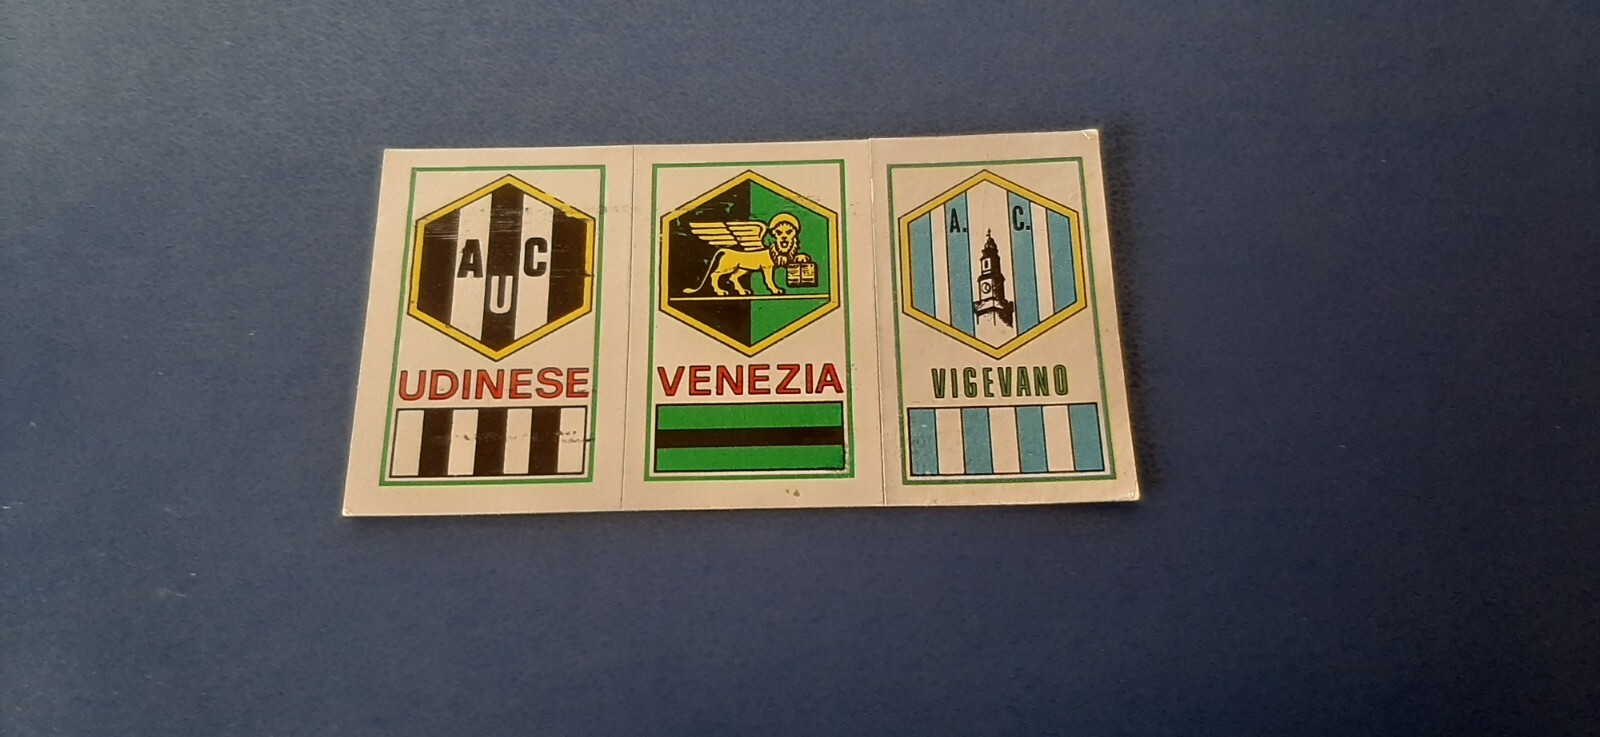 A C
U
UDINESE
VENEZIA
A. C.
VIGEVANO